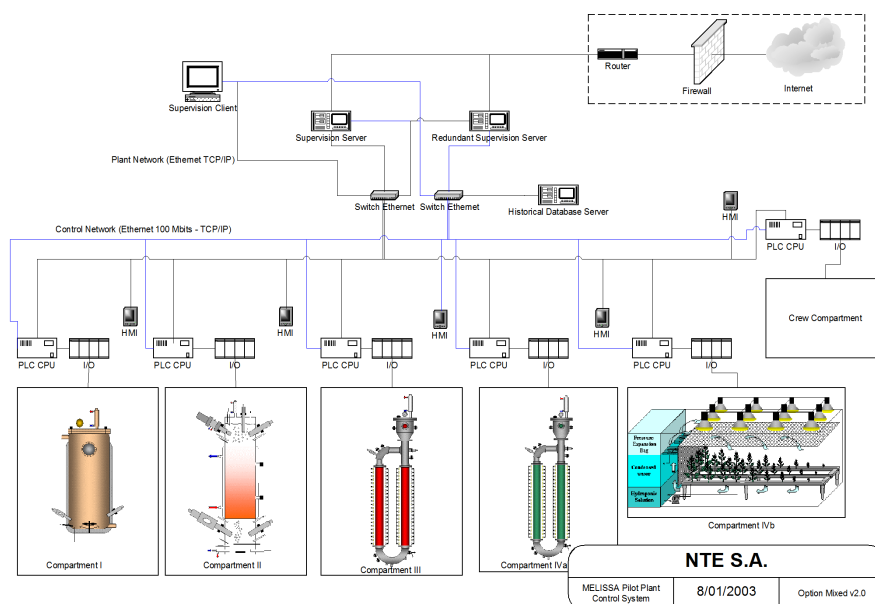 Router
Firewall
Internet
Supervision Client
Supervision Server
Redundant Supervision Server
Plant Network (Ethernet TCP/IP)
Switch Ethernet
Switch Ethernet
Historical Database Server
HMI
Control Network (Ethernet 100 Mbits - TCP/IP)
PLC CPU
I/O
Crew Compartment
HMI
HMI
HMI
HMI
PLC CPU
I/O
PLC CPU
I/O
PLC CPU
I/O
PLC CPU
I/O
PLC CPU
I/O
Pressure
Expansion
Bag
Condensed
water
Hydroponic
Solution
Compartment I
Compartment II
Compartment III
Compartment IVa
Compartment IVb
NTE S.A.
MELISSA Pilot Plant
Control System
8/01/2003
Option Mixed v2.0